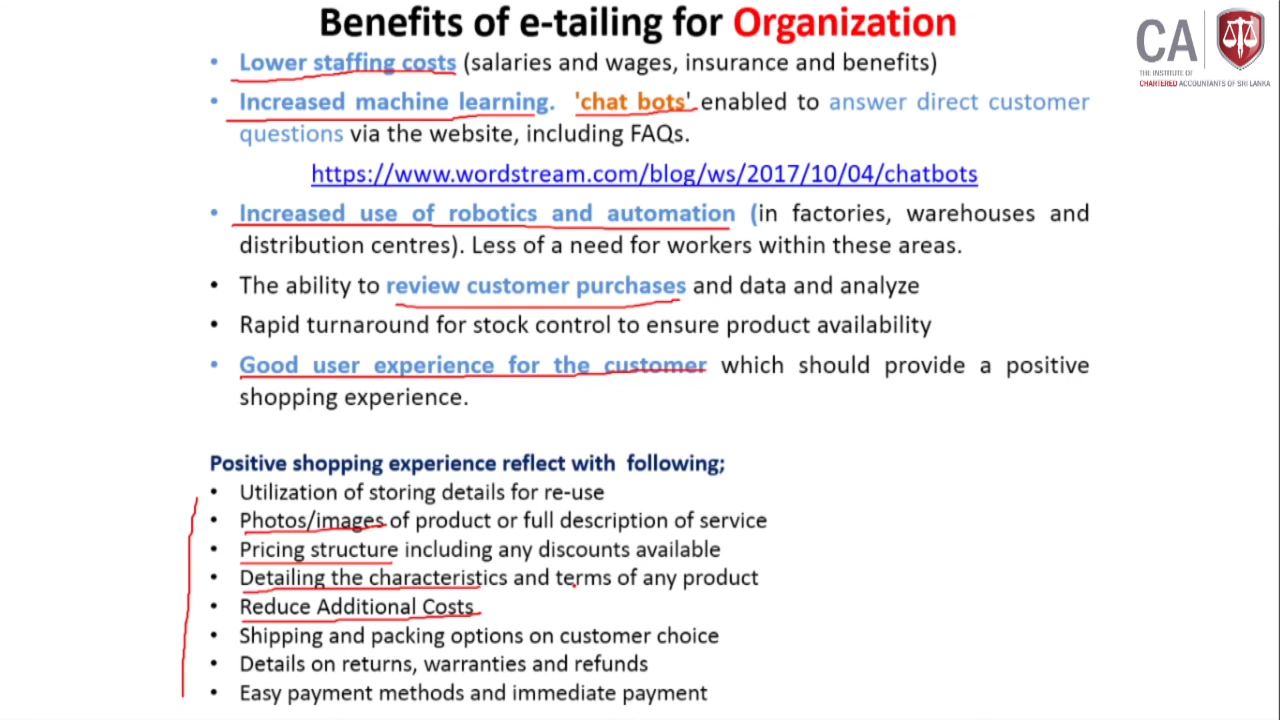 Benefits of e-tailing for Organization
CA
THE INSTITUTE OF
CHARTERED ACCOUNTANTS OF SRI LANKA
• Lower staffing costs (salaries and wages, insurance and benefits)
• Increased machine learning. 'chat bots' enabled to answer direct customer
questions via the website, including FAQs.
https://www.wordstream.com/blog/ws/2017/10/04/chatbots
• Increased use of robotics and automation (in factories, warehouses and
distribution centres). Less of a need for workers within these areas.
• The ability to review customer purchases and data and analyze
• Rapid turnaround for stock control to ensure product availability
• Good user experience for the customer which should provide a positive
shopping experience.
Positive shopping experience reflect with following;
• Utilization of storing details for re-use
• Photos/images of product or full description of service
• Pricing structure including any discounts available
• Detailing the characteristics and terms of any product
• Reduce Additional Costs
• Shipping and packing options on customer choice
• Details on returns, warranties and refunds
• Easy payment methods and immediate payment